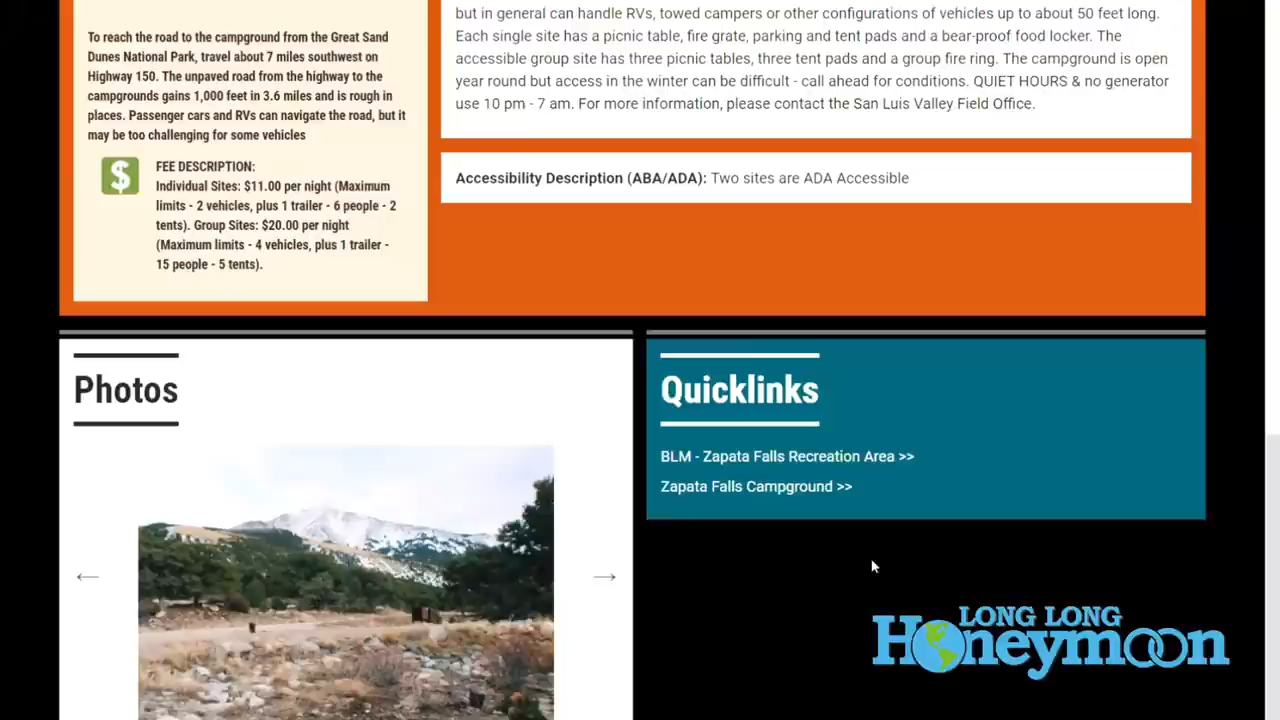 To reach the road to the campground from the Great Sand
Dunes National Park, travel about 7 miles southwest on
Highway 150. The unpaved road from the highway to the
campgrounds gains 1,000 feet in 3.6 miles and is rough in
places. Passenger cars and RVs can navigate the road, but it
may be too challenging for some vehicles
$
FEE DESCRIPTION:
Individual Sites: $11.00 per night (Maximum
limits - 2 vehicles, plus 1 trailer - 6 people - 2
tents). Group Sites: $20.00 per night
(Maximum limits - 4 vehicles, plus 1 trailer -
15 people - 5 tents).
but in general can handle RVs, towed campers or other configurations of vehicles up to about 50 feet long.
Each single site has a picnic table, fire grate, parking and tent pads and a bear-proof food locker. The
accessible group site has three picnic tables, three tent pads and a group fire ring. The campground is open
year round but access in the winter can be difficult - call ahead for conditions. QUIET HOURS & no generator
use 10 pm - 7 am. For more information, please contact the San Luis Valley Field Office.
Accessibility Description (ABA/ADA): Two sites are ADA Accessible
Photos
←
→
Quicklinks
BLM - Zapata Falls Recreation Area >>
Zapata Falls Campground >>
LONG LONG
Honeymoon